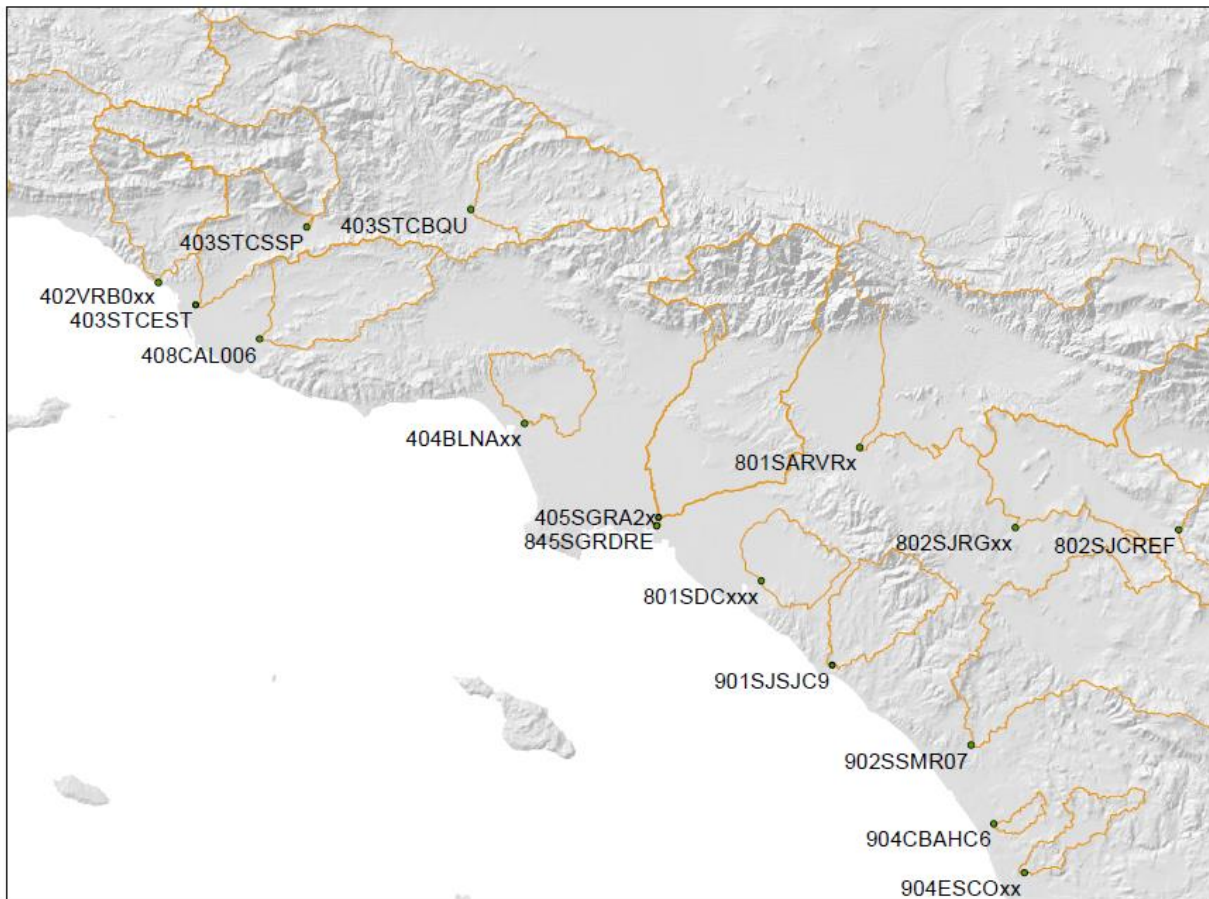 403STCBQU
403STCSSP
402VRB0xx
403STCEST
408CAL006
404BLNAxx
801SARVRx
405SGRA2x
845SGRDRE
802SJRGxx
802SJCREF
801SDCxxx
901SJSJC9
902SSMR07
904CBAHC6
904ESCOxx